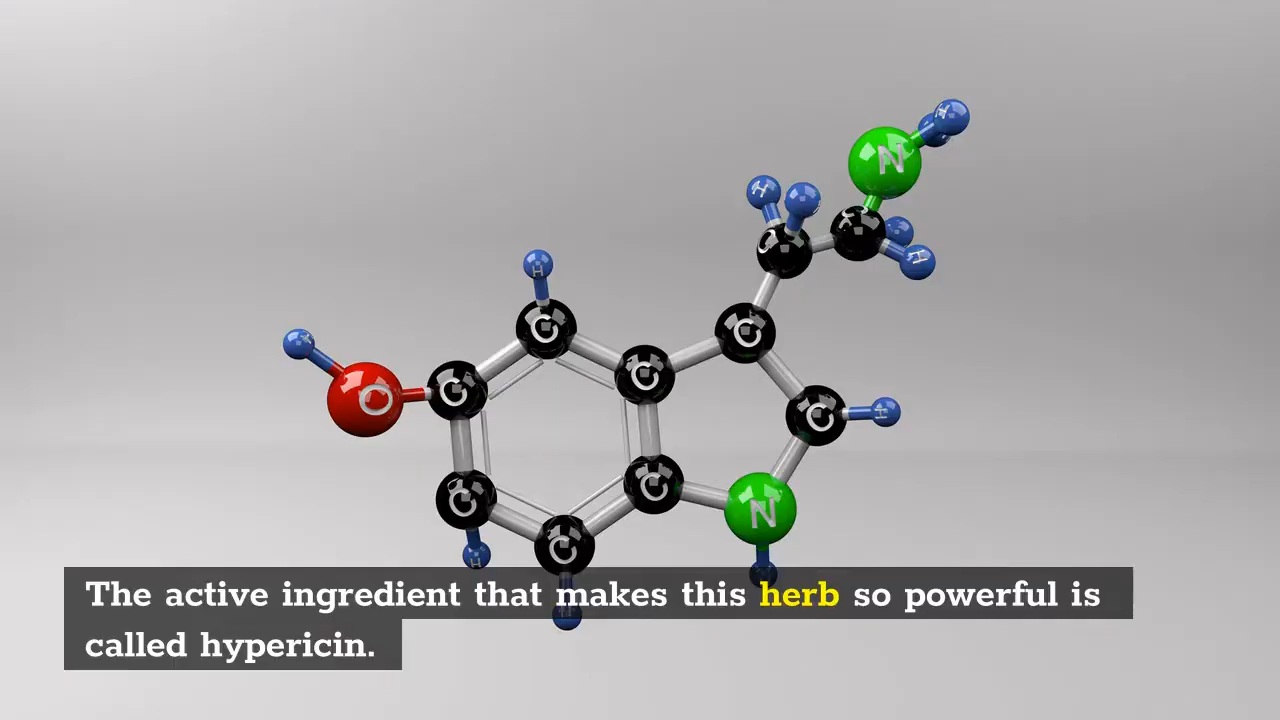 H
H
N
H
H
C
C
H
H
C
C
H
O
C
C
C
H
C
C
N
C
H
The active ingredient that makes this herb so powerful is
called hypericin.